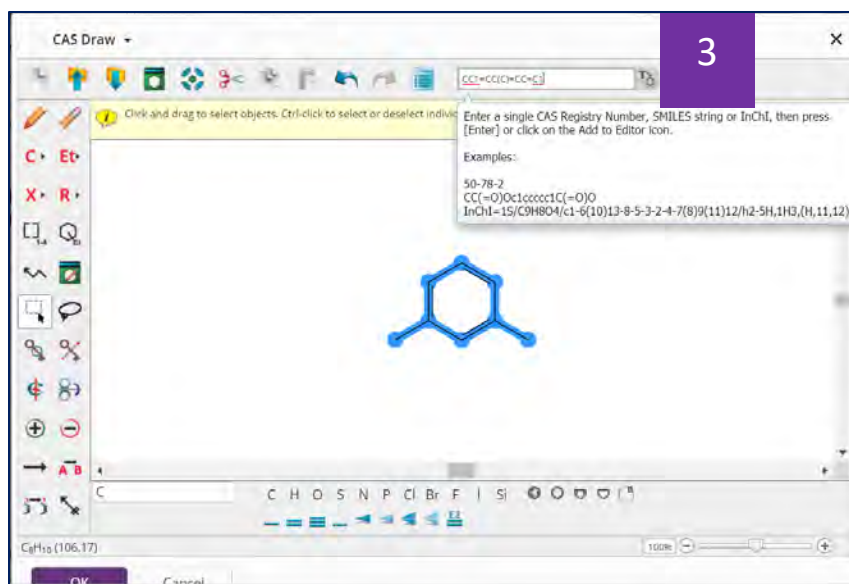 CAS Draw
3
CC1=CC(C)=CC=C1
Click and drag to select objects. Ctrl-click to select or deselect individ
Enter a single CAS Registry Number, SMILES string or InChI, then press
[Enter] or click on the Add to Editor icon.
Examples:
50-78-2
CC(=O)Oc1ccccc1C(=O)O
InChI=1S/C9H8O4/c1-6(10)13-8-5-3-2-4-7(8)9(11)12/h2-5H,1H3,(H,11,12)
C Et
X R
A B
C
C H O S N P Cl Br F I Si
C₈H₁₀ (106.17)
100%
OK Cancel